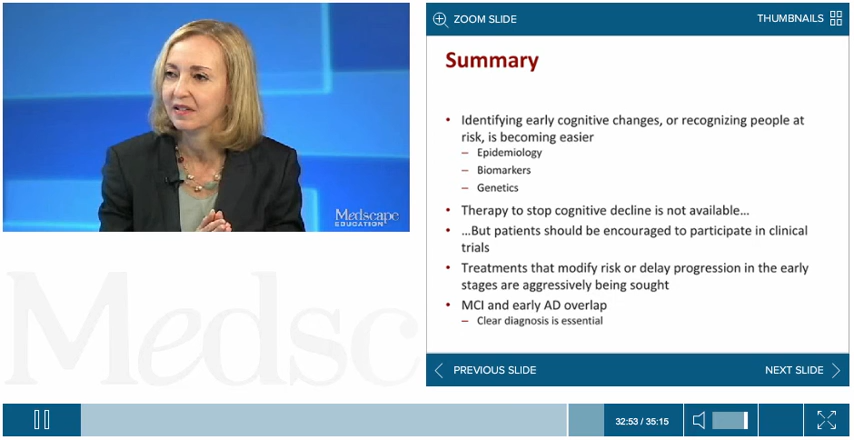 Medscape
EDUCATION
Medsc
ZOOM SLIDE
THUMBNAILS
Summary
• Identifying early cognitive changes, or recognizing people at
risk, is becoming easier
– Epidemiology
– Biomarkers
– Genetics
• Therapy to stop cognitive decline is not available…
• …But patients should be encouraged to participate in clinical
trials
• Treatments that modify risk or delay progression in the early
stages are aggressively being sought
• MCI and early AD overlap
– Clear diagnosis is essential
PREVIOUS SLIDE
NEXT SLIDE
32:53 / 35:15